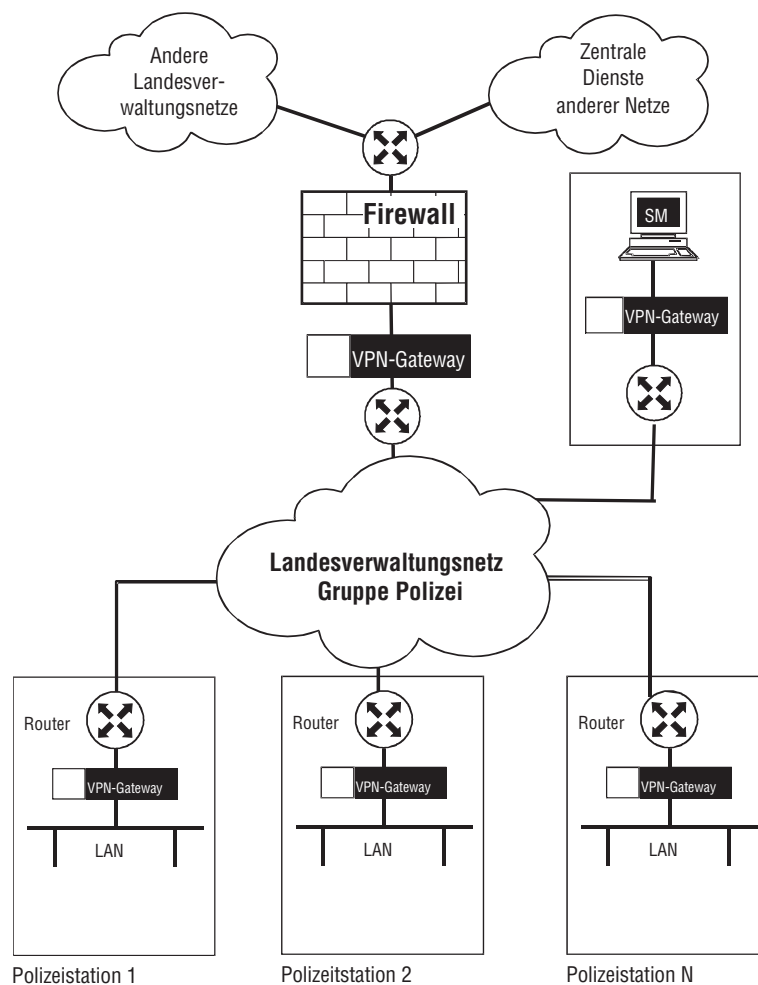 Andere
Landesver-
waltungsnetze
Zentrale
Dienste
anderer Netze
Firewall
SM
VPN-Gateway
VPN-Gateway
Landesverwaltungsnetz
Gruppe Polizei
Router
VPN-Gateway
LAN
Polizeistation 1
Router
VPN-Gateway
LAN
Polizeitstation 2
Router
VPN-Gateway
LAN
Polizeistation N